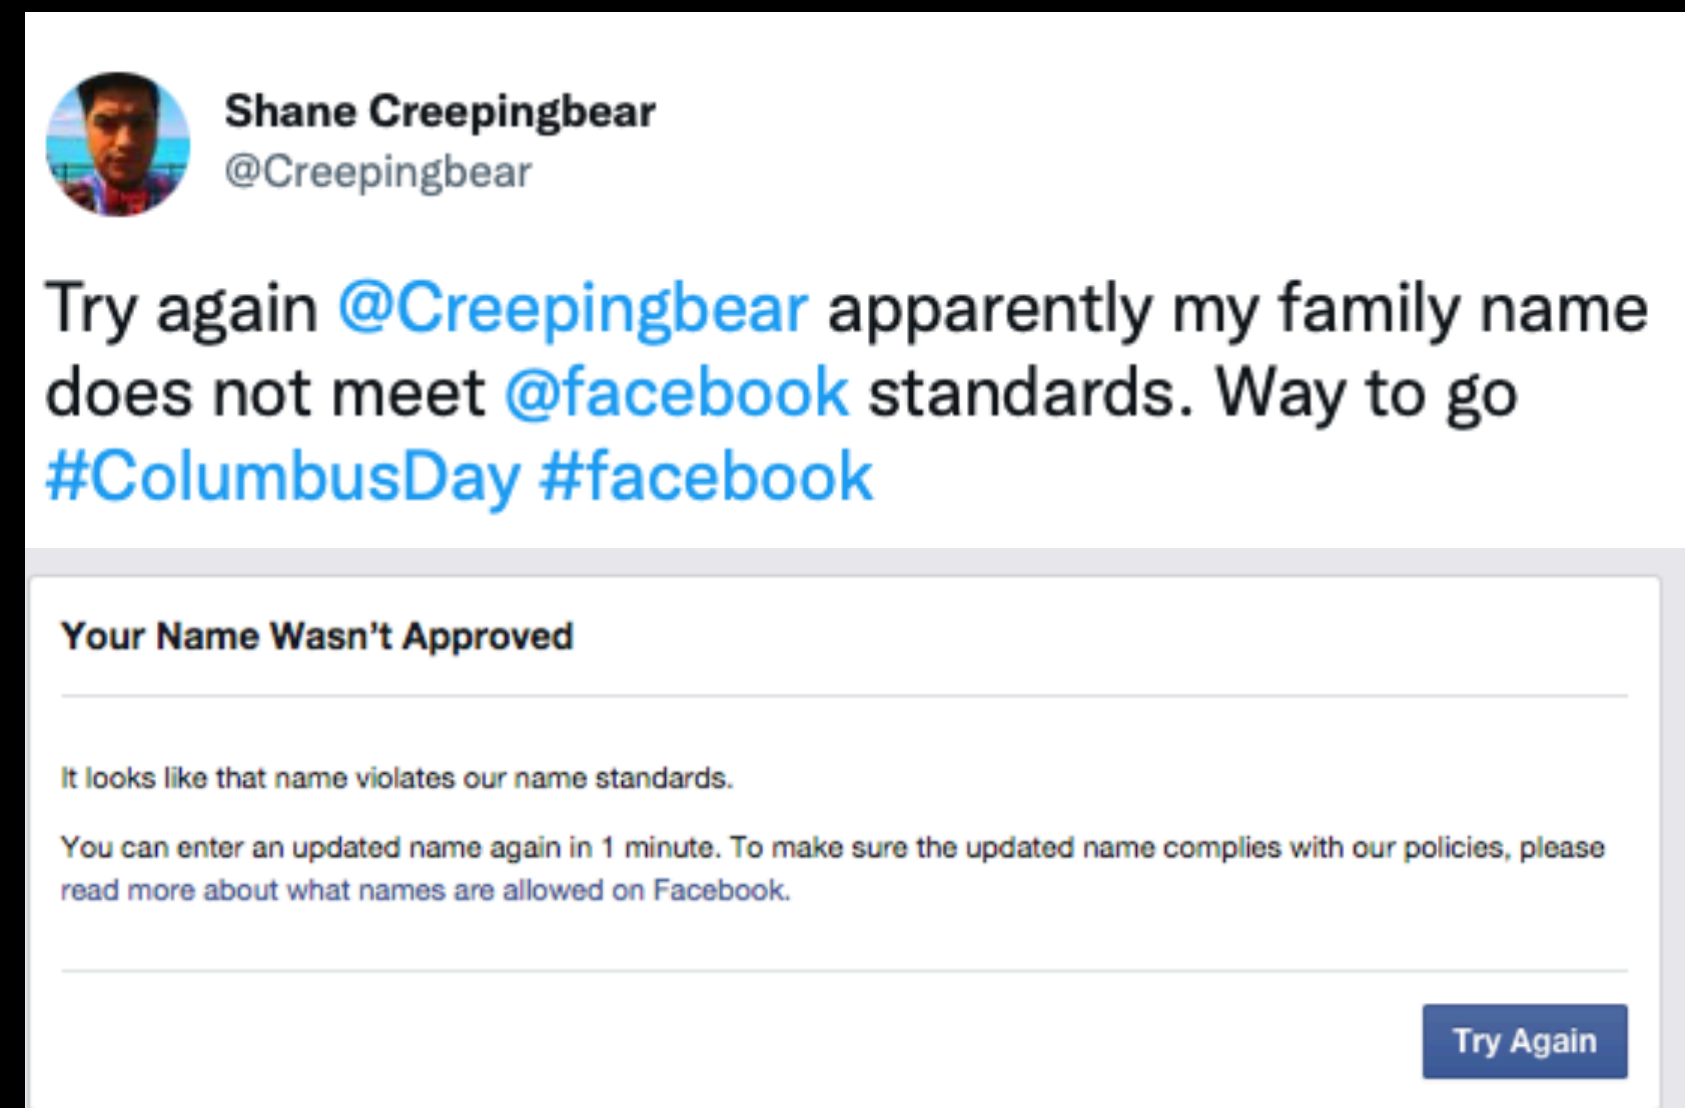 Shane Creepingbear
@Creepingbear
Try again @Creepingbear apparently my family name
does not meet @facebook standards. Way to go
#ColumbusDay #facebook
Your Name Wasn't Approved
It looks like that name violates our name standards.
You can enter an updated name again in 1 minute. To make sure the updated name complies with our policies, please
read more about what names are allowed on Facebook.
Try Again